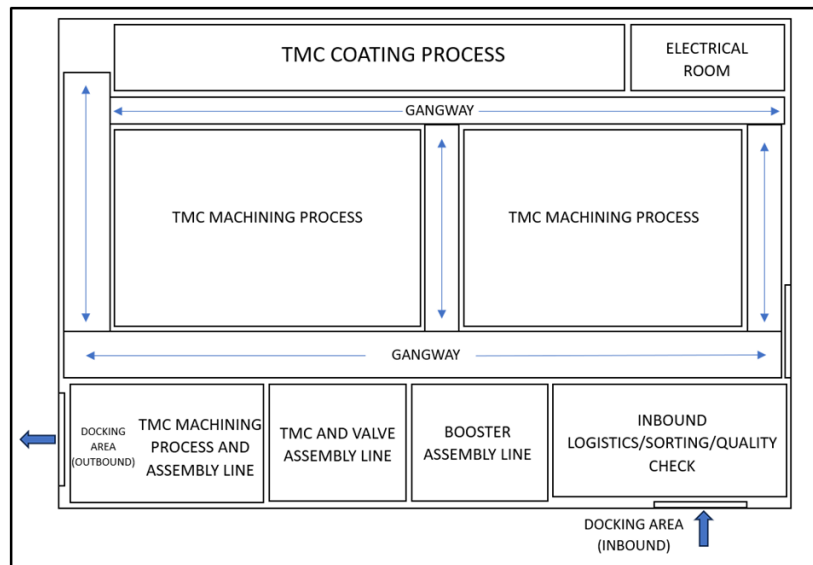 TMC COATING PROCESS
ELECTRICAL
ROOM
GANGWAY
TMC MACHINING PROCESS
TMC MACHINING PROCESS
GANGWAY
DOCKING
AREA
(OUTBOUND)
TMC MACHINING
PROCESS AND
ASSEMBLY LINE
TMC AND VALVE
ASSEMBLY LINE
BOOSTER
ASSEMBLY LINE
INBOUND
LOGISTICS/SORTING/QUALITY
CHECK
DOCKING AREA
(INBOUND)